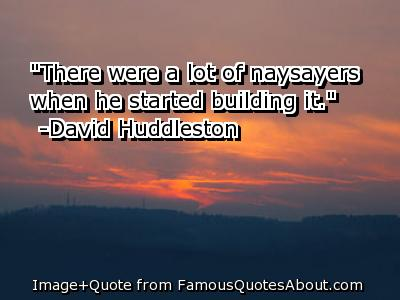 "There were a lot of naysayers
when he started building it."
-David Huddleston
Image+Quote from FamousQuotesAbout.com